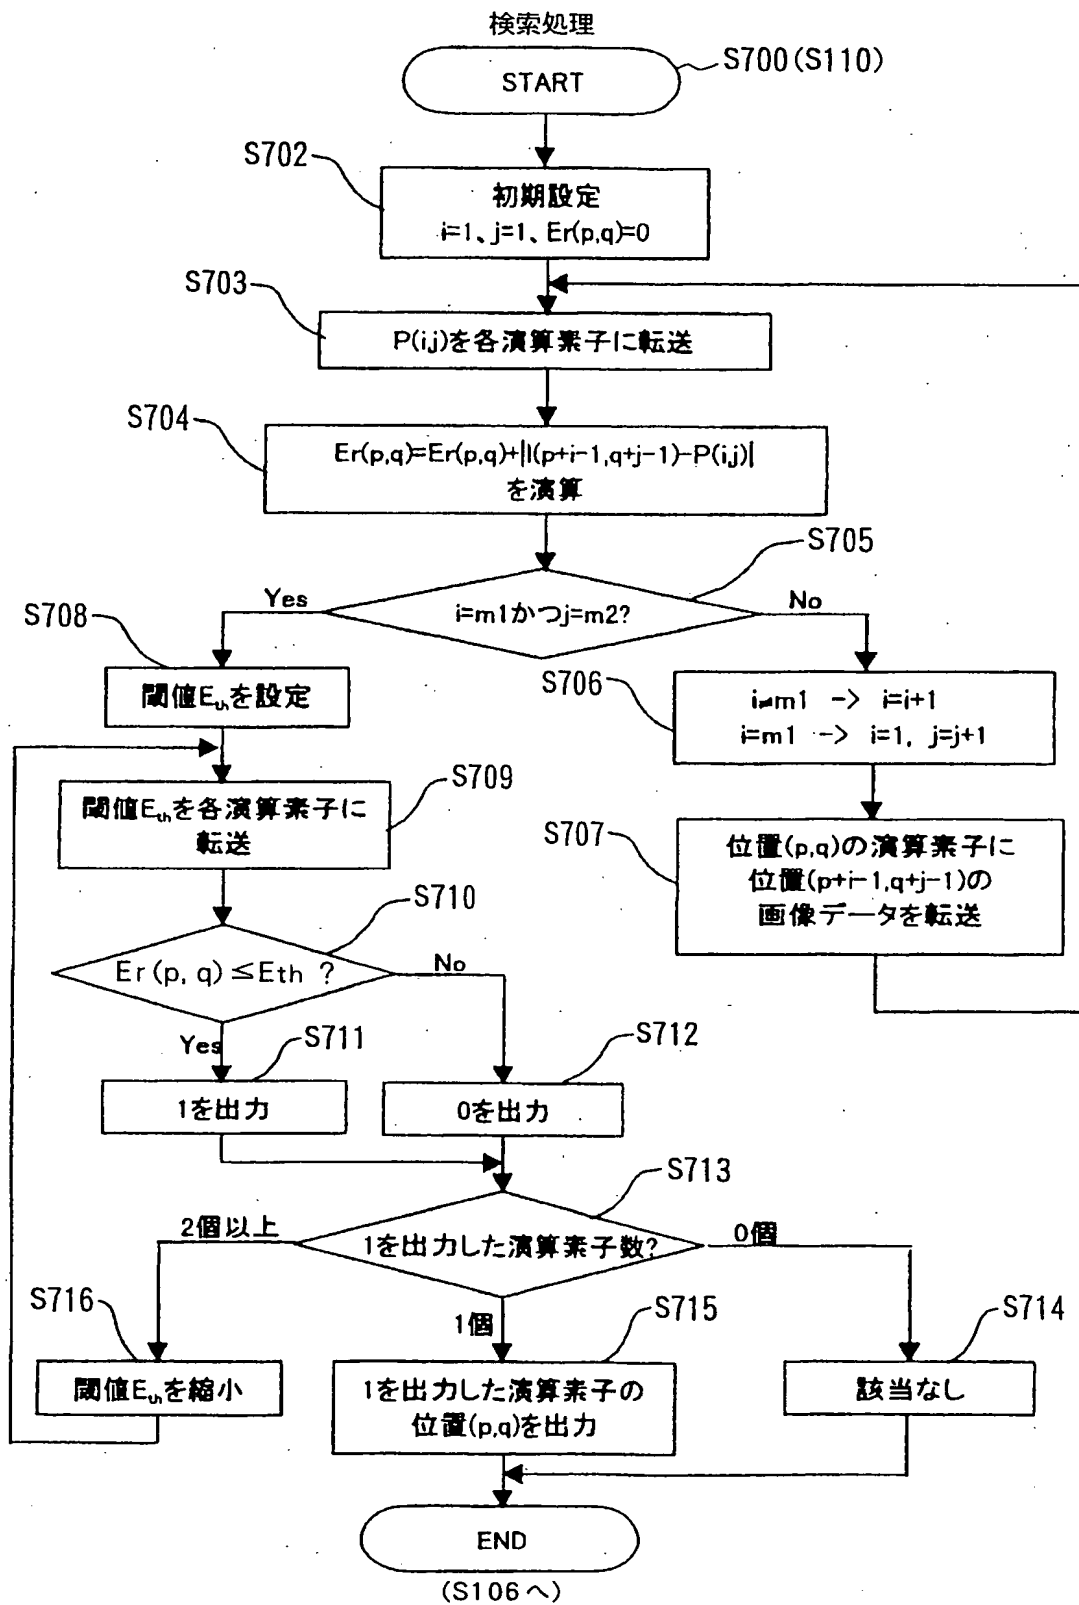 検索処理
START
S700(S110)
S702
初期設定
i=1、j=1、Er(p,q)=0
S703
P(i,j)を各演算素子に転送
S704
Er(p,q)=Er(p,q)+|I(p+i-1,q+j-1)-P(i,j)|
を演算
S705
i=m1かつj=m2?
Yes
No
S708
閾値Ethを設定
S706
i≠m1 -> i=i+1
i=m1 -> i=1, j=j+1
S709
閾値Ethを各演算素子に
転送
S707
位置(p,q)の演算素子に
位置(p+i-1,q+j-1)の
画像データを転送
S710
Er(p, q)≦Eth ?
No
Yes
S711
1を出力
S712
0を出力
S713
1を出力した演算素子数?
2個以上
0個
1個
S716
閾値Ethを縮小
S715
1を出力した演算素子の
位置(p,q)を出力
S714
該当なし
END
(S106へ)